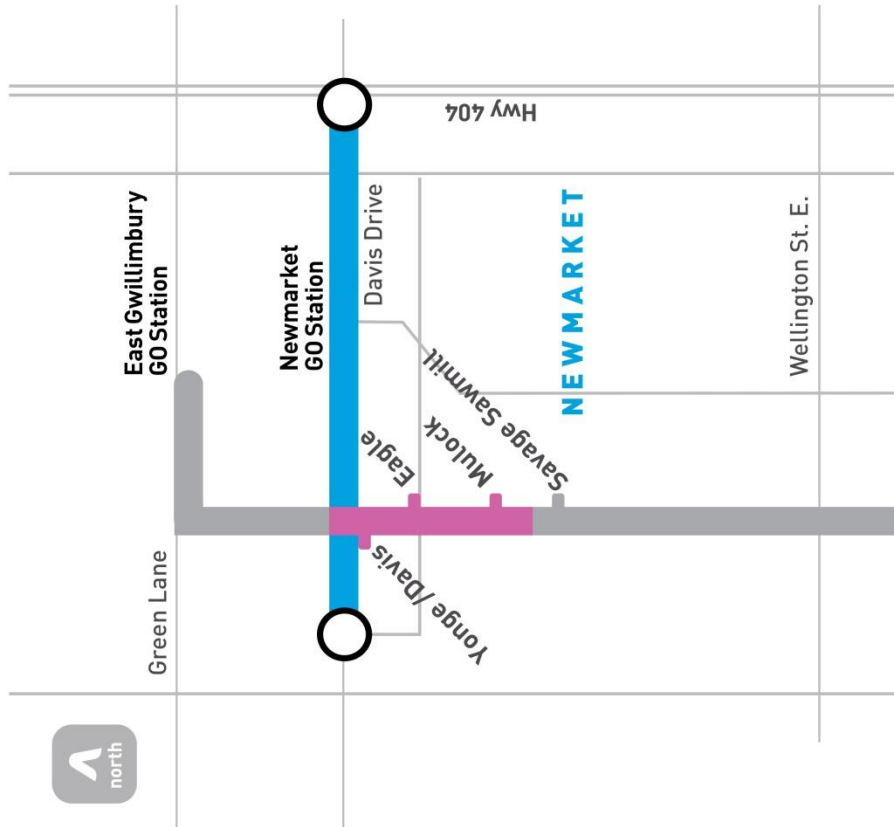 Hwy 404
East Gwillimbury
GO Station
Newmarket
GO Station
Davis Drive
NEWMARKET
Wellington St. E.
Eagle
Mulock
Savage Sawmill
Yonge /Davis
Green Lane
north